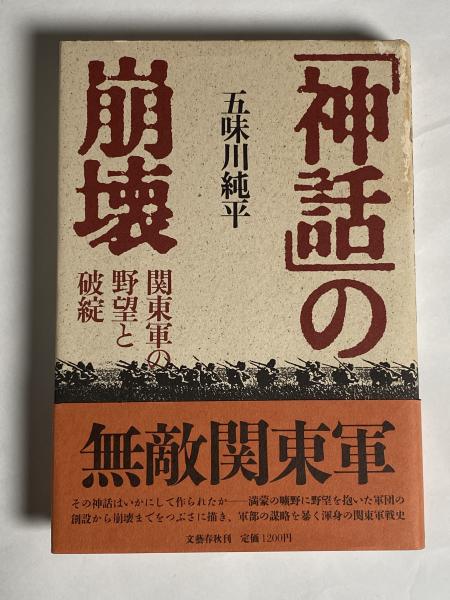 「神話」の
崩壊
五味川純平
関東軍の
野望と
破綻
無敵関東軍
その神話はいかにして作られたか——満蒙の曠野に野望を抱いた軍団の
創設から崩壊までをつぶさに描き、軍部の謀略を暴く渾身の関東軍戦史
文藝春秋刊 定価1200円